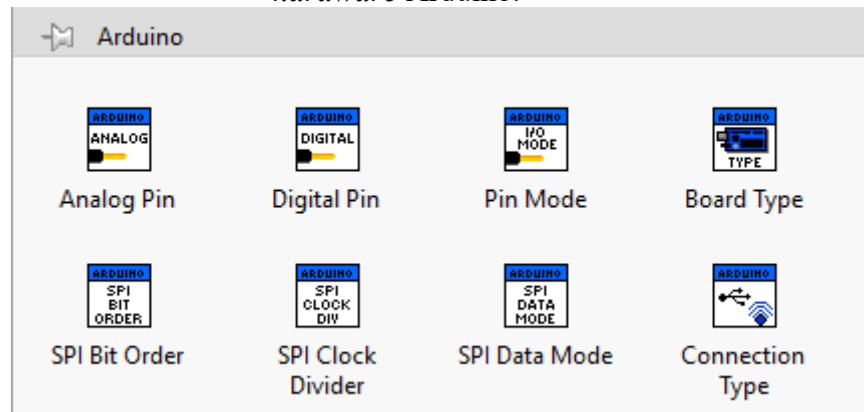 Arduino
ARDUINO
ANALOG
Analog Pin
ARDUINO
DIGITAL
Digital Pin
ARDUINO
I/O
MODE
Pin Mode
ARDUINO
TYPE
Board Type
ARDUINO
SPI
BIT
ORDER
SPI Bit Order
ARDUINO
SPI
CLOCK
DIV
SPI Clock
Divider
ARDUINO
SPI
DATA
MODE
SPI Data Mode
ARDUINO
Connection
Type